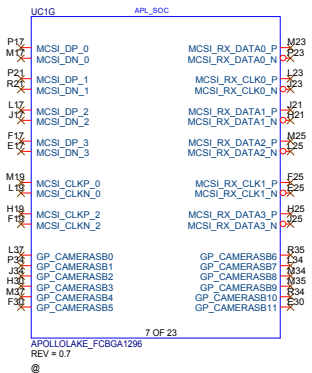 UC1G
APL_SOC
P17 MCSI_DP_0 MCSI_RX_DATA0_P M23
M17 MCSI_DN_0 MCSI_RX_DATA0_N P23
P21 MCSI_DP_1 MCSI_RX_CLK0_P L23
R21 MCSI_DN_1 MCSI_RX_CLK0_N J23
L17 MCSI_DP_2 MCSI_RX_DATA1_P J21
J17 MCSI_DN_2 MCSI_RX_DATA1_N H21
F17 MCSI_DP_3 MCSI_RX_DATA2_P M25
E17 MCSI_DN_3 MCSI_RX_DATA2_N L25
M19 MCSI_CLKP_0 MCSI_RX_CLK1_P F25
L19 MCSI_CLKN_0 MCSI_RX_CLK1_N E25
H19 MCSI_CLKP_2 MCSI_RX_DATA3_P H25
F19 MCSI_CLKN_2 MCSI_RX_DATA3_N J25
L37 GP_CAMERASB0 GP_CAMERASB6 R35
P34 GP_CAMERASB1 GP_CAMERASB7 L34
J34 GP_CAMERASB2 GP_CAMERASB8 M34
H30 GP_CAMERASB3 GP_CAMERASB9 M35
M37 GP_CAMERASB4 GP_CAMERASB10 R34
F30 GP_CAMERASB5 GP_CAMERASB11 E30
7 OF 23
APOLLOLAKE_FCBGA1296
REV = 0.7
@